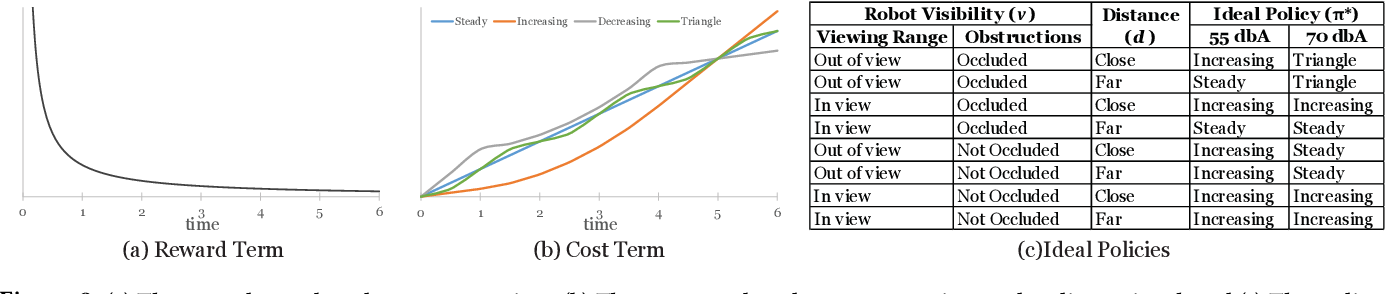 0 1 2 3 4 5 6
time
(a) Reward Term
Steady Increasing Decreasing Triangle
0 1 2 3 4 5 6
time
(b) Cost Term
Robot Visibility (v) Distance (d) Ideal Policy (π*)
Viewing Range Obstructions 55 dbA 70 dbA
Out of view Occluded Close Increasing Triangle
Out of view Occluded Far Steady Triangle
In view Occluded Close Increasing Increasing
In view Occluded Far Steady Steady
Out of view Not Occluded Close Increasing Steady
Out of view Not Occluded Far Increasing Steady
In view Not Occluded Close Increasing Increasing
In view Not Occluded Far Increasing Increasing
(c)Ideal Policies